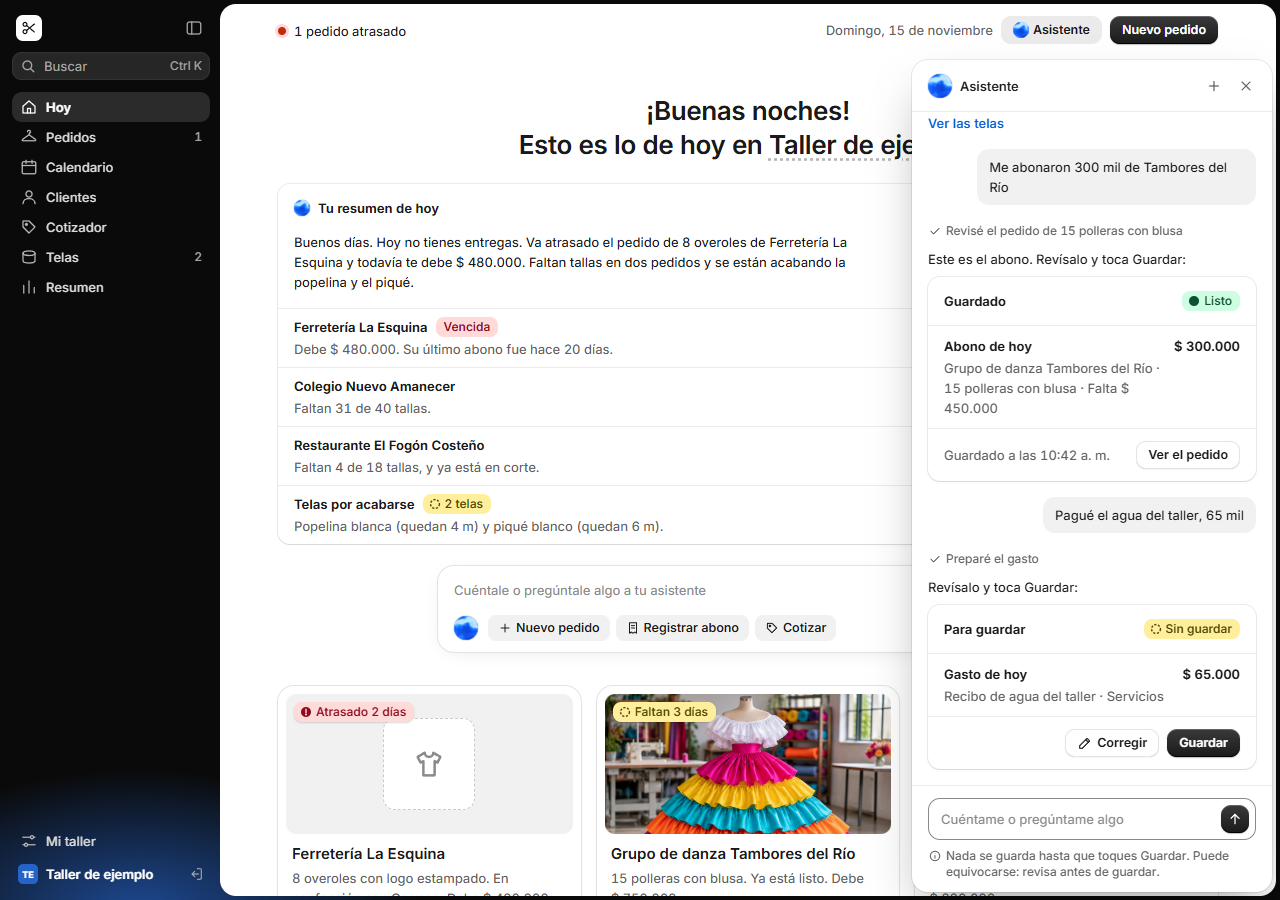 Buscar
Ctrl K
Hoy
Pedidos
1
Calendario
Clientes
Cotizador
Telas
2
Resumen
Mi taller
TE
Taller de ejemplo
1 pedido atrasado
Domingo, 15 de noviembre
Asistente
Nuevo pedido
¡Buenas noches!
Esto es lo de hoy en Taller de eje
Tu resumen de hoy
Buenos días. Hoy no tienes entregas. Va atrasado el pedido de 8 overoles de Ferretería La
Esquina y todavía te debe $ 480.000. Faltan tallas en dos pedidos y se están acabando la
popelina y el piqué.
Ferretería La Esquina
Vencida
Debe $ 480.000. Su último abono fue hace 20 días.
Colegio Nuevo Amanecer
Faltan 31 de 40 tallas.
Restaurante El Fogón Costeño
Faltan 4 de 18 tallas, y ya está en corte.
Telas por acabarse
2 telas
Popelina blanca (quedan 4 m) y piqué blanco (quedan 6 m).
Cuéntale o pregúntale algo a tu asistente
Nuevo pedido
Registrar abono
Cotizar
Atrasado 2 días
Ferretería La Esquina
8 overoles con logo estampado. En
Faltan 3 días
Grupo de danza Tambores del Río
15 polleras con blusa. Ya está listo. Debe
Asistente
Ver las telas
Me abonaron 300 mil de Tambores del
Río
Revisé el pedido de 15 polleras con blusa
Este es el abono. Revísalo y toca Guardar:
Guardado
Listo
Abono de hoy
$ 300.000
Grupo de danza Tambores del Río ·
15 polleras con blusa · Falta $
450.000
Guardado a las 10:42 a. m.
Ver el pedido
Pagué el agua del taller, 65 mil
Preparé el gasto
Revísalo y toca Guardar:
Para guardar
Sin guardar
Gasto de hoy
$ 65.000
Recibo de agua del taller · Servicios
Corregir
Guardar
Cuéntame o pregúntame algo
Nada se guarda hasta que toques Guardar. Puede
equivocarse: revisa antes de guardar.